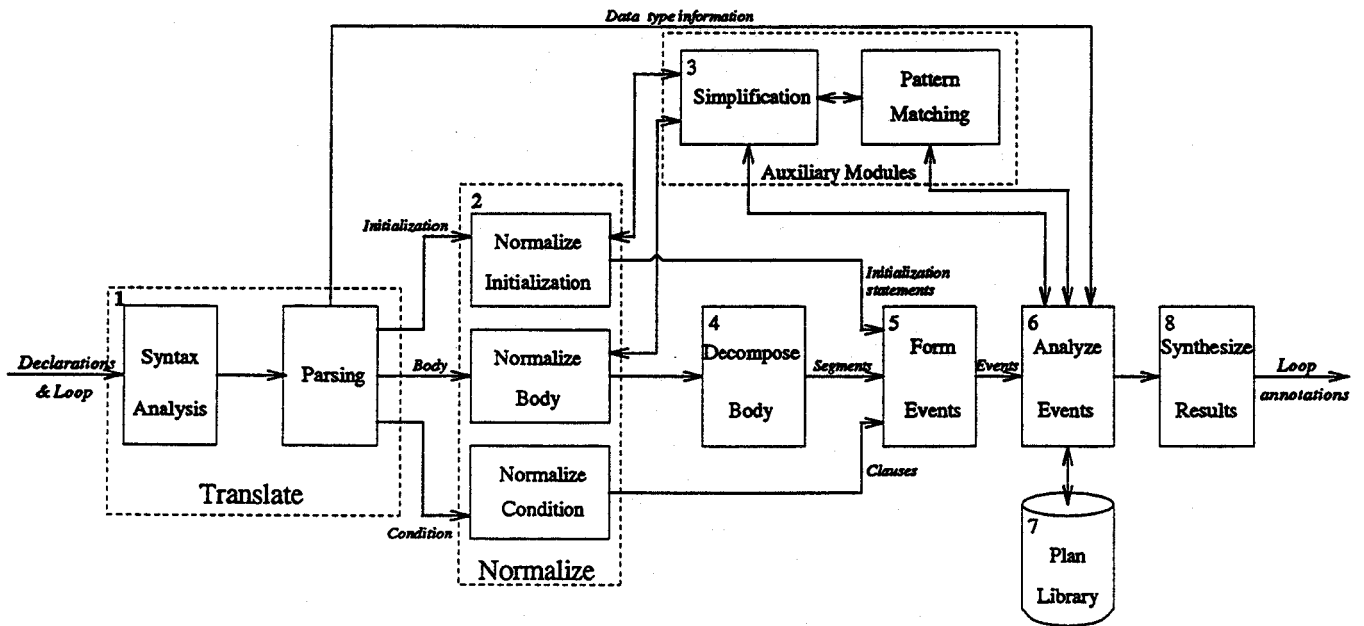 Data type information
3
Simplification
Pattern
Matching
Auxiliary Modules
2
Initialization
Normalize
Initialization
Initialization
statements
1
Declarations
& Loop
Syntax
Analysis
Parsing
Body
Normalize
Body
4
Decompose
Body
Segments
5
Form
Events
Events
6
Analyze
Events
8
Synthesize
Results
Loop
annotations
Translate
Condition
Normalize
Condition
Clauses
Normalize
7
Plan
Library